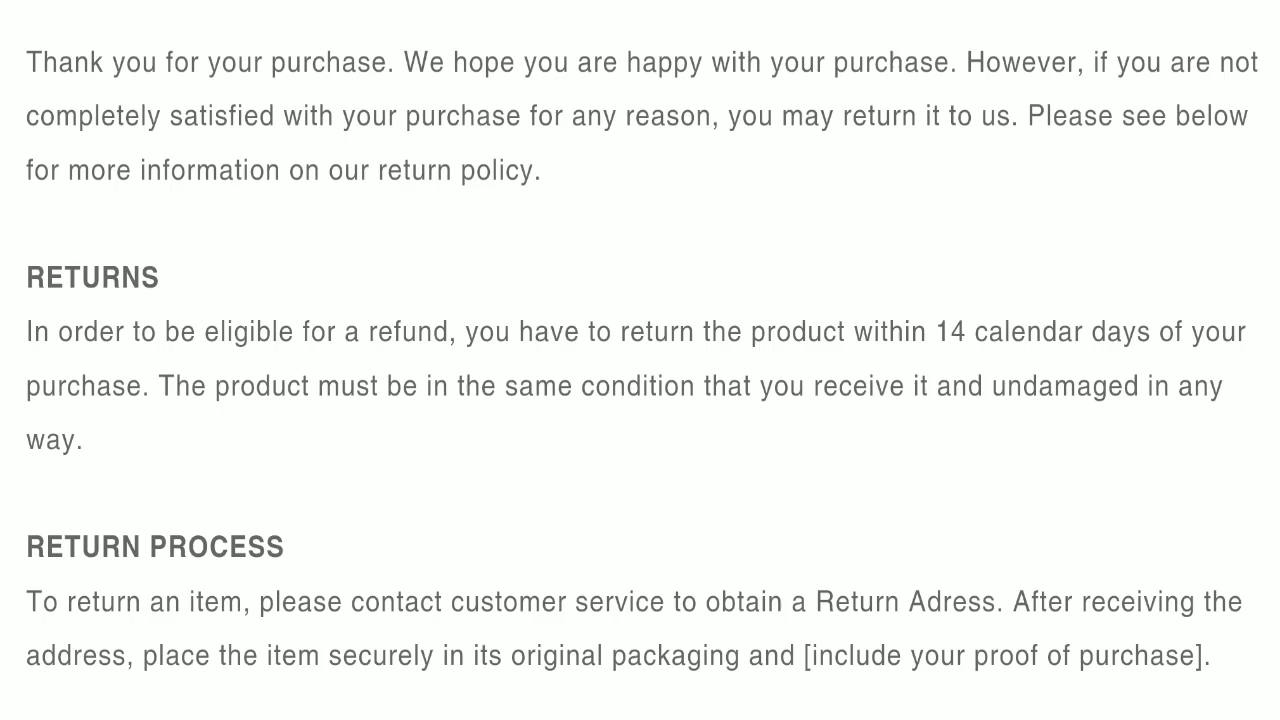 Thank you for your purchase. We hope you are happy with your purchase. However, if you are not
completely satisfied with your purchase for any reason, you may return it to us. Please see below
for more information on our return policy.
RETURNS
In order to be eligible for a refund, you have to return the product within 14 calendar days of your
purchase. The product must be in the same condition that you receive it and undamaged in any
way.
RETURN PROCESS
To return an item, please contact customer service to obtain a Return Adress. After receiving the
address, place the item securely in its original packaging and [include your proof of purchase].